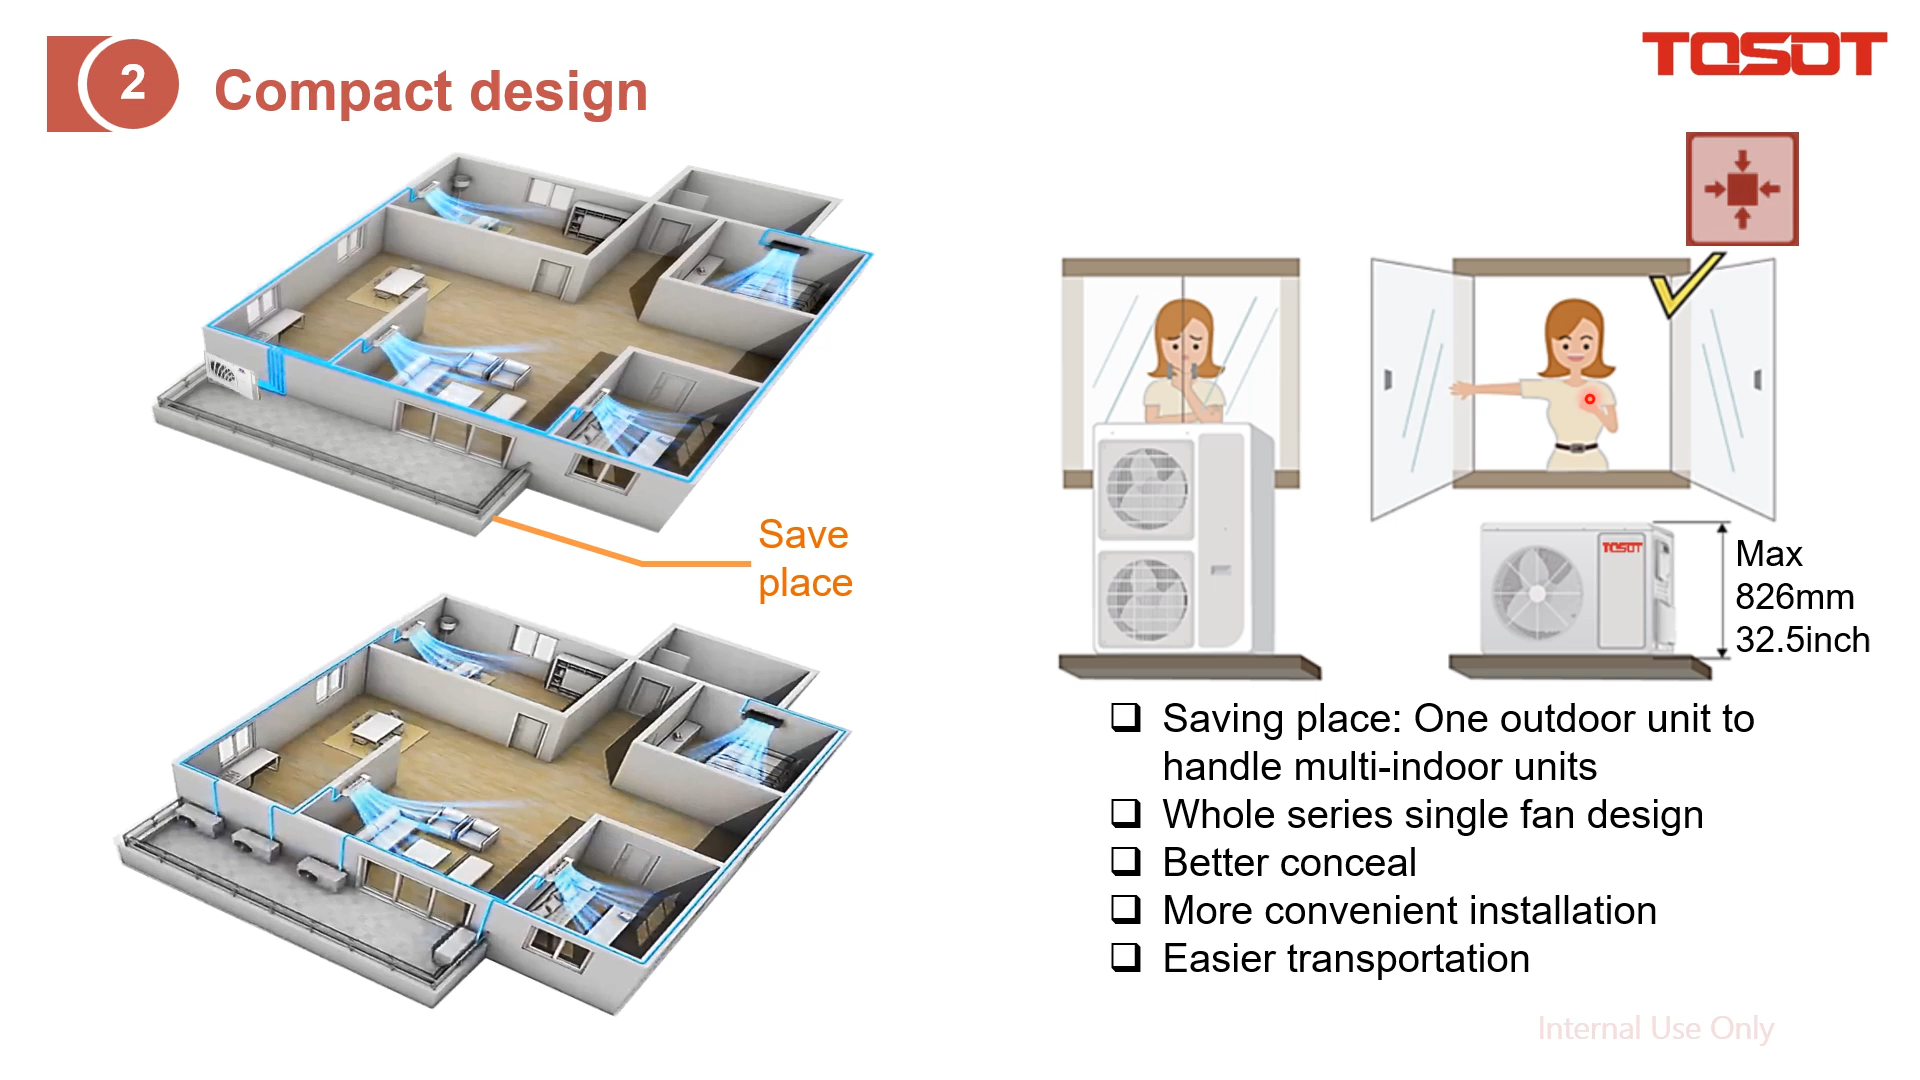 2
Compact design
TOSOT
Save
place
TOSOT
Max
826mm
32.5inch
❑ Saving place: One outdoor unit to
handle multi-indoor units
❑ Whole series single fan design
❑ Better conceal
❑ More convenient installation
❑ Easier transportation
Internal Use Only